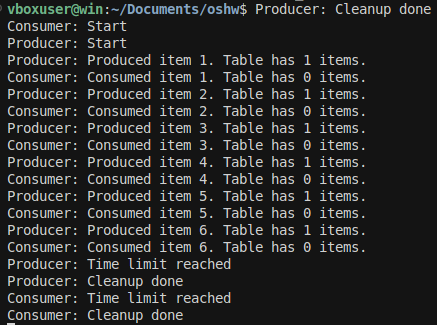 vboxuser@win:~/Documents/oshw$ Producer: Cleanup done
Consumer: Start
Producer: Start
Producer: Produced item 1. Table has 1 items.
Consumer: Consumed item 1. Table has 0 items.
Producer: Produced item 2. Table has 1 items.
Consumer: Consumed item 2. Table has 0 items.
Producer: Produced item 3. Table has 1 items.
Consumer: Consumed item 3. Table has 0 items.
Producer: Produced item 4. Table has 1 items.
Consumer: Consumed item 4. Table has 0 items.
Producer: Produced item 5. Table has 1 items.
Consumer: Consumed item 5. Table has 0 items.
Producer: Produced item 6. Table has 1 items.
Consumer: Consumed item 6. Table has 0 items.
Producer: Time limit reached
Producer: Cleanup done
Consumer: Time limit reached
Consumer: Cleanup done